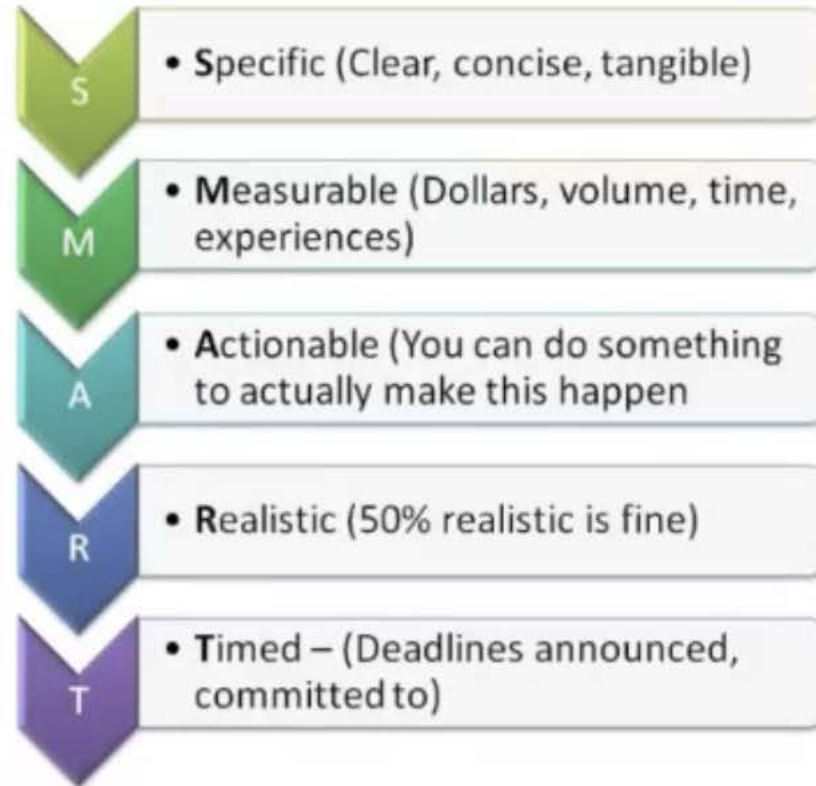 S
• Specific (Clear, concise, tangible)
M
• Measurable (Dollars, volume, time,
experiences)
A
• Actionable (You can do something
to actually make this happen
R
• Realistic (50% realistic is fine)
T
• Timed – (Deadlines announced,
committed to)